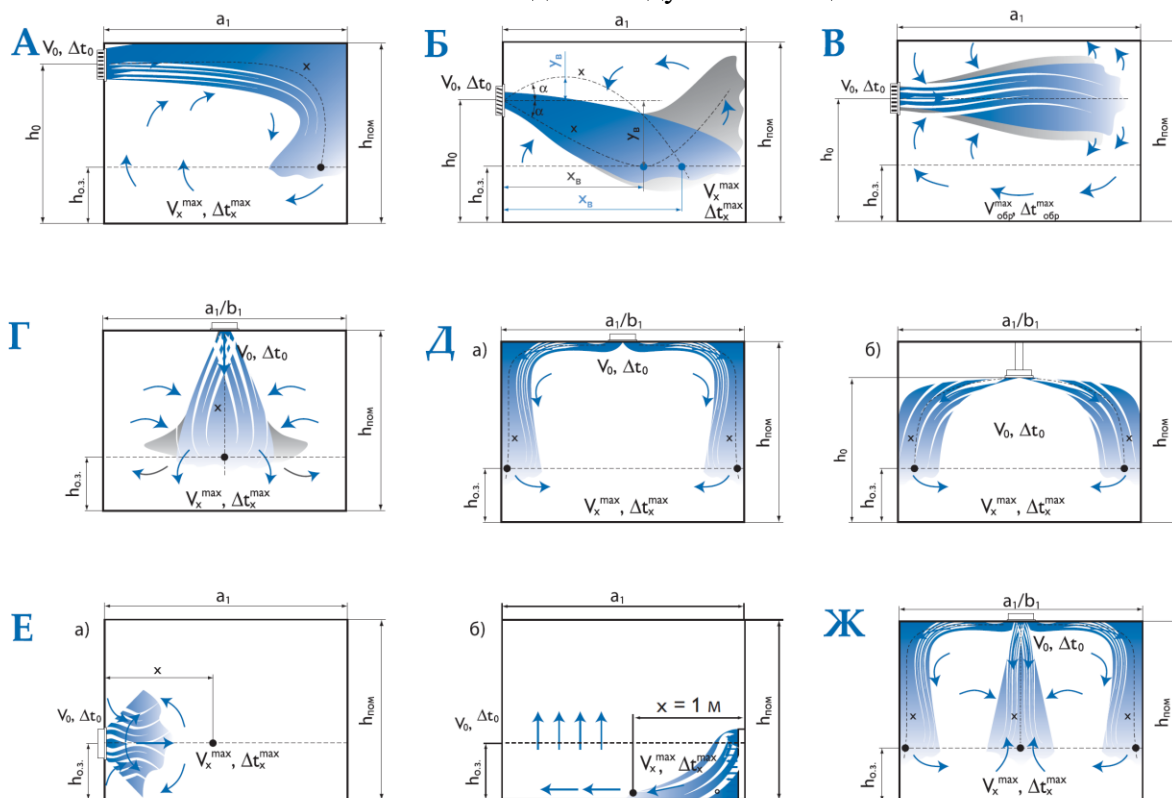 А
a₁
V₀, Δt₀
x
h₀
hпом
hо.з.
Vₓᵐᵃˣ, Δtₓᵐᵃˣ
Б
a₁
V₀, Δt₀
yв
x
α
α
x
yв
h₀
hпом
hо.з.
xв
xв
Vₓᵐᵃˣ
Δtₓᵐᵃˣ
В
a₁
V₀, Δt₀
h₀
hпом
hо.з.
Vобрᵐᵃˣ, Δtобрᵐᵃˣ
Г
a₁/b₁
V₀, Δt₀
x
hпом
hо.з.
Vₓᵐᵃˣ, Δtₓᵐᵃˣ
Д
а)
a₁/b₁
V₀, Δt₀
x
x
hпом
hо.з.
Vₓᵐᵃˣ, Δtₓᵐᵃˣ
б)
a₁/b₁
V₀, Δt₀
x
x
h₀
hпом
hо.з.
Vₓᵐᵃˣ, Δtₓᵐᵃˣ
Е
а)
a₁
x
V₀, Δt₀
hпом
hо.з.
Vₓᵐᵃˣ, Δtₓᵐᵃˣ
б)
a₁
x = 1 м
V₀, Δt₀
hпом
hо.з.
Vₓᵐᵃˣ, Δtₓᵐᵃˣ
Ж
a₁/b₁
V₀, Δt₀
x
x
x
hпом
hо.з.
Vₓᵐᵃˣ, Δtₓᵐᵃˣ